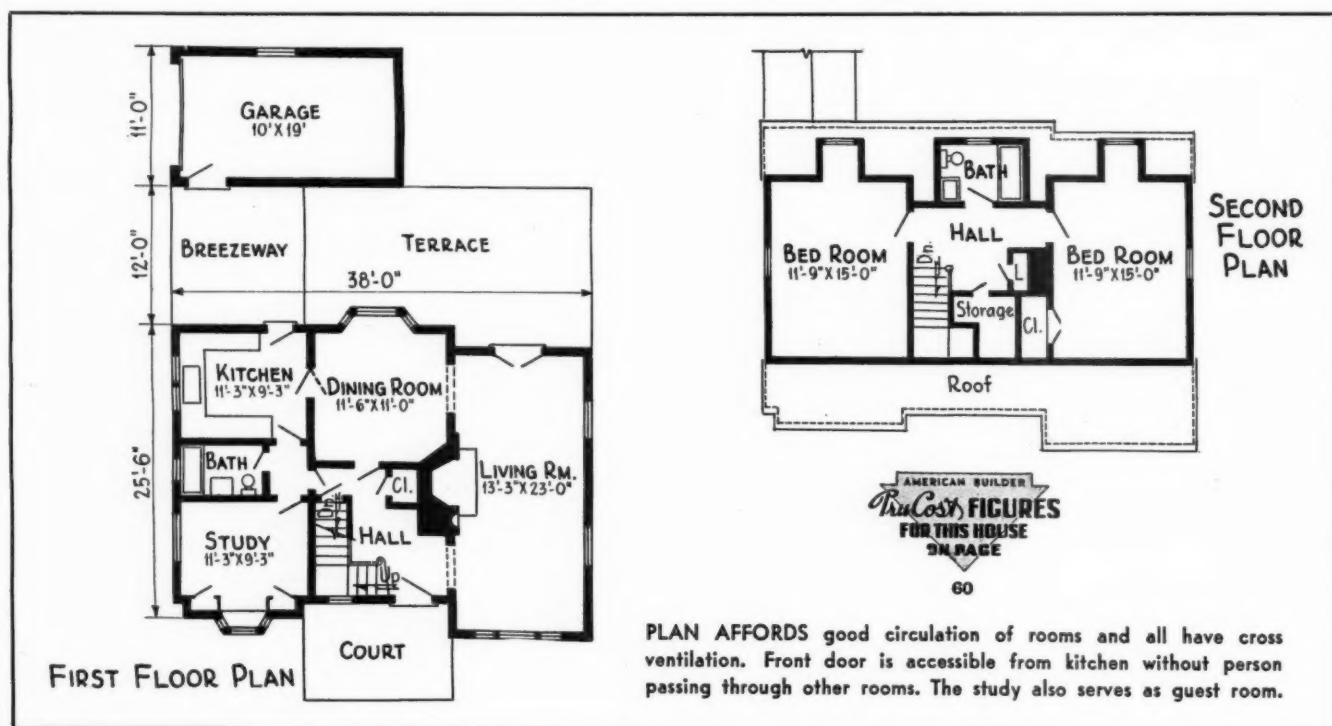 11'-0"
GARAGE
10'X19'
12'-0"
BREEZEWAY
TERRACE
38'-0"
25'-6"
KITCHEN
11'-3"X9'-3"
DINING ROOM
11'-6"X11'-0"
BATH
Cl.
LIVING RM.
13'-3"X23'-0"
Dn.
HALL
STUDY
11'-3"X9'-3"
Up
COURT
FIRST FLOOR PLAN
BATH
SECOND
FLOOR
PLAN
BED ROOM
11'-9"X15'-0"
HALL
Dn.
L
BED ROOM
11'-9"X15'-0"
Storage
Cl.
Roof
AMERICAN BUILDER
TruCost FIGURES
FOR THIS HOUSE
ON PAGE
60
PLAN AFFORDS good circulation of rooms and all have cross
ventilation. Front door is accessible from kitchen without person
passing through other rooms. The study also serves as guest room.